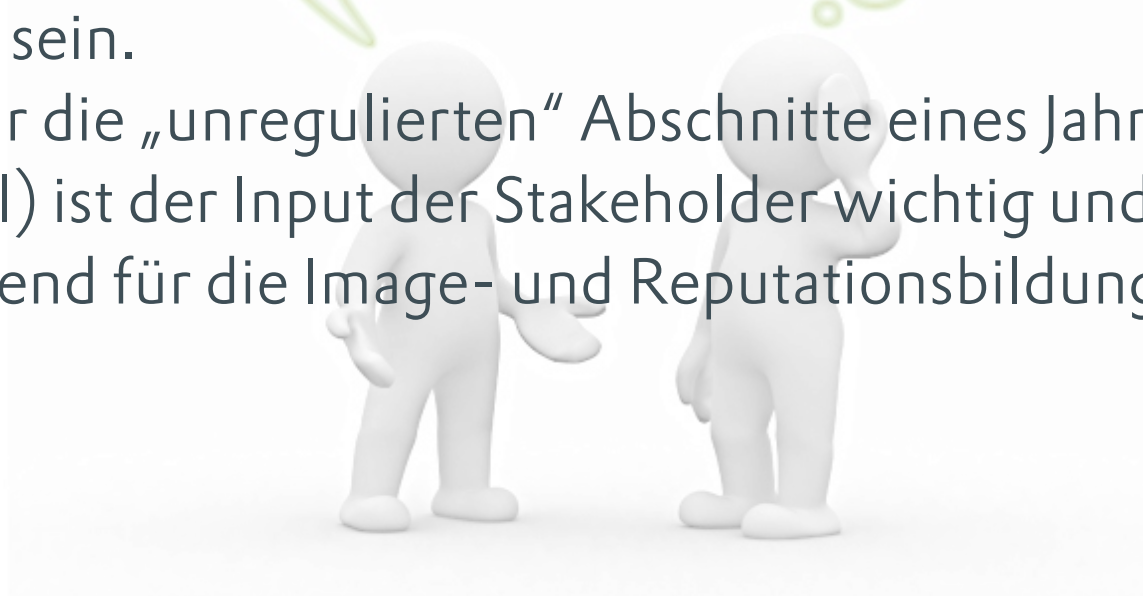 sein.
r die „unregulierten“ Abschnitte eines Jahr
l) ist der Input der Stakeholder wichtig und
end für die Image- und Reputationsbildung